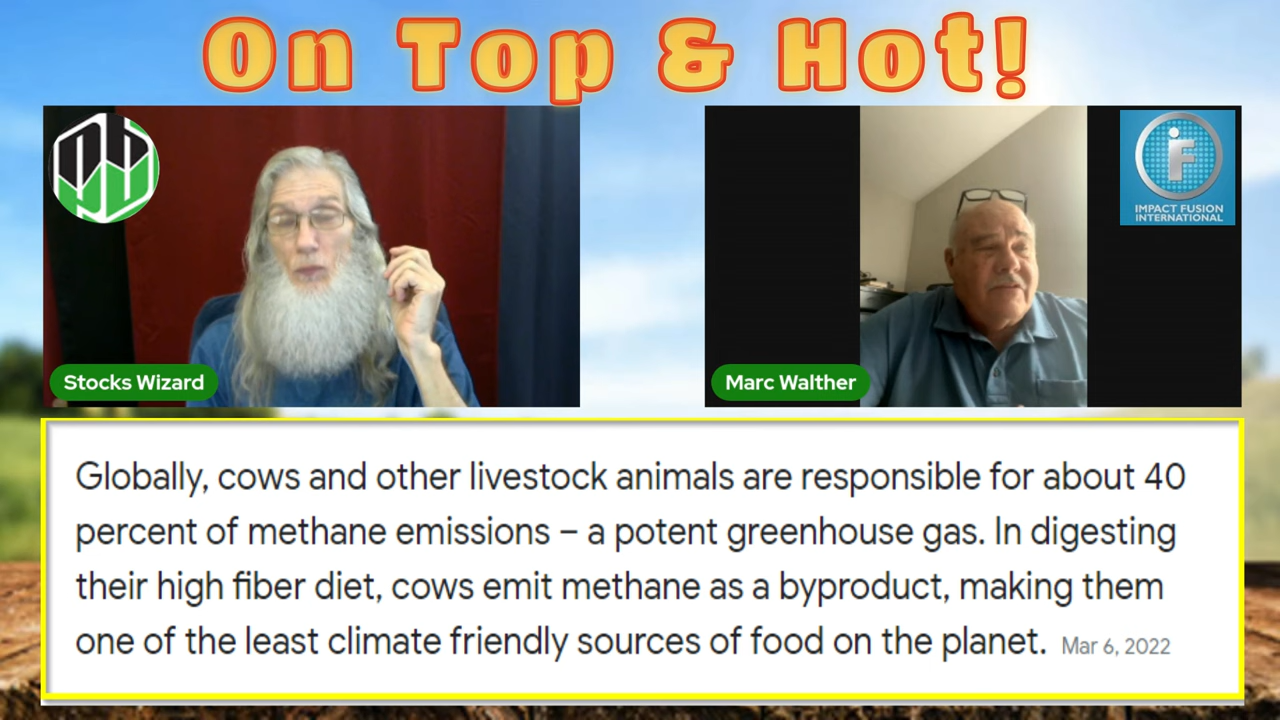 On Top & Hot!
IMPACT FUSION
INTERNATIONAL
Stocks Wizard
Marc Walther
Globally, cows and other livestock animals are responsible for about 40
percent of methane emissions – a potent greenhouse gas. In digesting
their high fiber diet, cows emit methane as a byproduct, making them
one of the least climate friendly sources of food on the planet. Mar 6, 2022